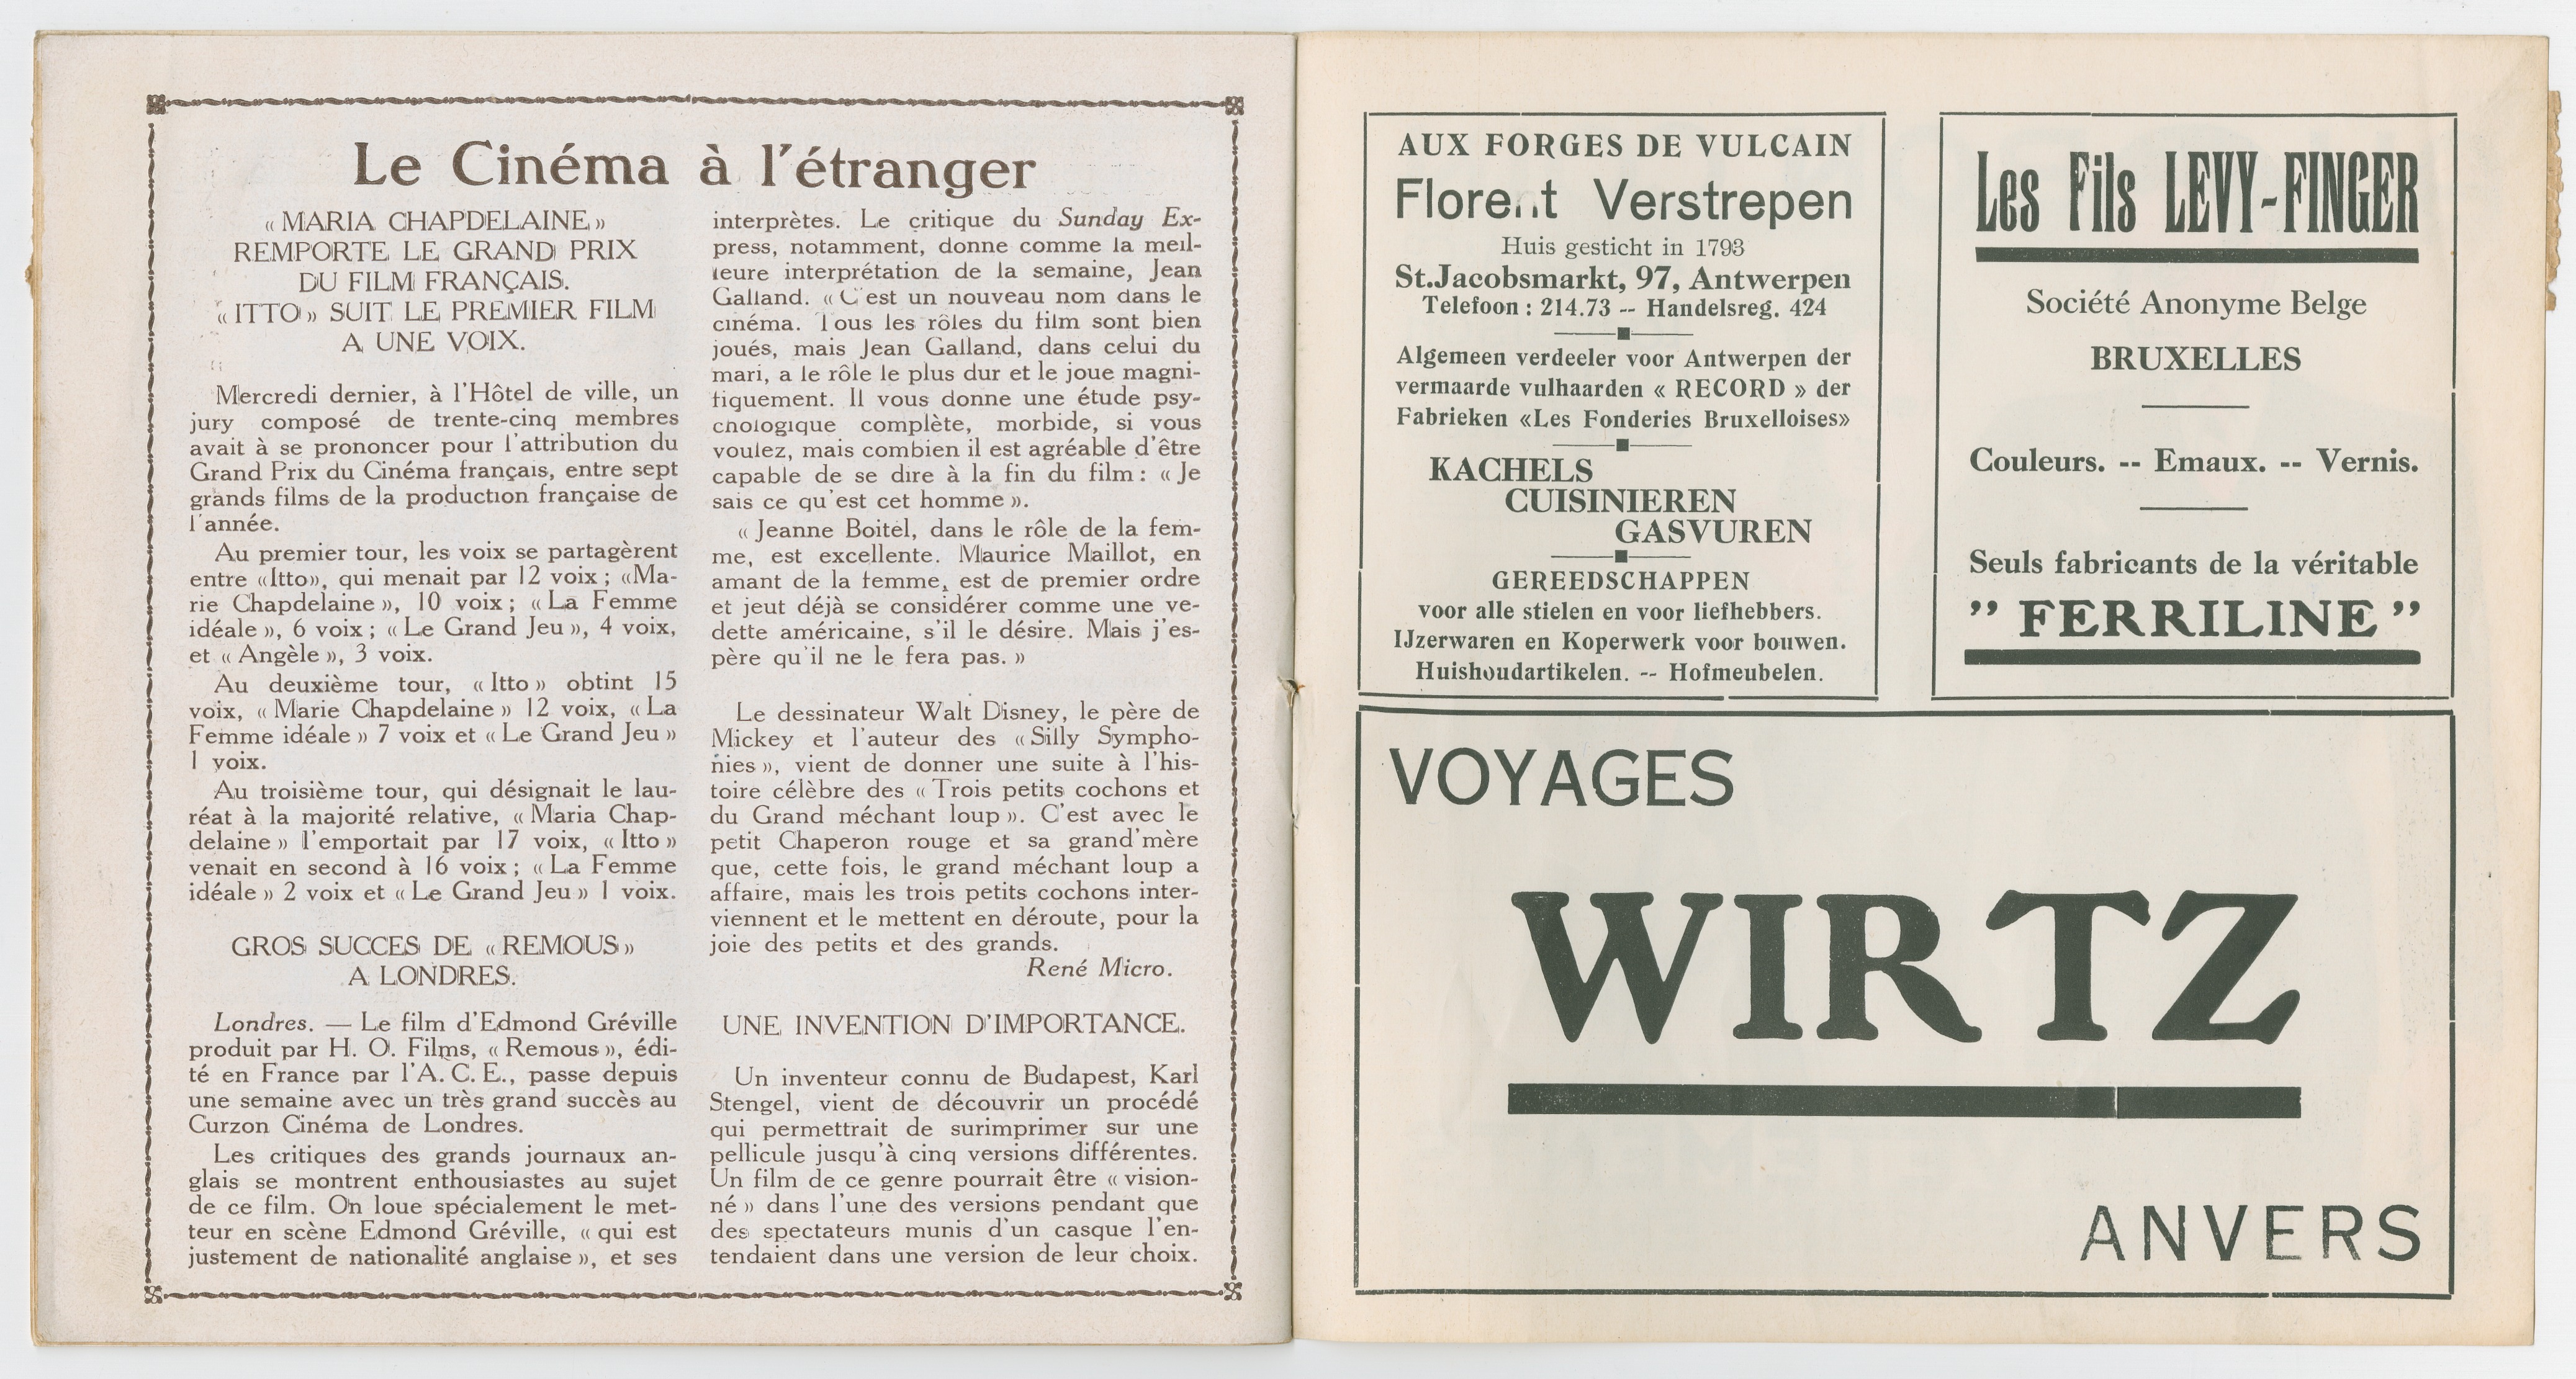 Le Cinéma à l'étranger
« MARIA CHAPDELAINE »
REMPORTE LE GRAND PRIX
DU FILM FRANÇAIS.
« ITTO » SUIT LE PREMIER FILM
A UNE VOIX.
Mercredi dernier, à l'Hôtel de ville, un
jury composé de trente-cinq membres
avait à se prononcer pour l'attribution du
Grand Prix du Cinéma français, entre sept
grands films de la production française de
l'année.
Au premier tour, les voix se partagèrent
entre «Itto», qui menait par 12 voix ; «Ma-
rie Chapdelaine », 10 voix ; « La Femme
idéale », 6 voix ; « Le Grand Jeu », 4 voix,
et « Angèle », 3 voix.
Au deuxième tour, « Itto » obtint 15
voix, « Marie Chapdelaine » 12 voix, « La
Femme idéale » 7 voix et « Le Grand Jeu »
1 voix.
Au troisième tour, qui désignait le lau-
réat à la majorité relative, « Maria Chap-
delaine » l'emportait par 17 voix, « Itto »
venait en second à 16 voix ; « La Femme
idéale » 2 voix et « Le Grand Jeu » 1 voix.
GROS SUCCES DE « REMOUS »
A LONDRES.
Londres. — Le film d'Edmond Gréville
produit par H. O. Films, « Remous », édi-
té en France par l'A. C. E., passe depuis
une semaine avec un très grand succès au
Curzon Cinéma de Londres.
Les critiques des grands journaux an-
glais se montrent enthousiastes au sujet
de ce film. On loue spécialement le met-
teur en scène Edmond Gréville, « qui est
justement de nationalité anglaise », et ses
interprètes. Le critique du Sunday Ex-
press, notamment, donne comme la meil-
leure interprétation de la semaine, Jean
Galland. « C'est un nouveau nom dans le
cinéma. Tous les rôles du film sont bien
joués, mais Jean Galland, dans celui du
mari, a le rôle le plus dur et le joue magni-
fiquement. Il vous donne une étude psy-
chologique complète, morbide, si vous
voulez, mais combien il est agréable d'être
capable de se dire à la fin du film : « Je
sais ce qu'est cet homme ».
« Jeanne Boitel, dans le rôle de la fem-
me, est excellente. Maurice Maillot, en
amant de la femme, est de premier ordre
et jeut déjà se considérer comme une ve-
dette américaine, s'il le désire. Mais j'es-
père qu'il ne le fera pas. »
Le dessinateur Walt Disney, le père de
Mickey et l'auteur des « Silly Sympho-
nies », vient de donner une suite à l'his-
toire célèbre des « Trois petits cochons et
du Grand méchant loup ». C'est avec le
petit Chaperon rouge et sa grand'mère
que, cette fois, le grand méchant loup a
affaire, mais les trois petits cochons inter-
viennent et le mettent en déroute, pour la
joie des petits et des grands.
René Micro.
UNE INVENTION D'IMPORTANCE.
Un inventeur connu de Budapest, Karl
Stengel, vient de découvrir un procédé
qui permettrait de surimprimer sur une
pellicule jusqu'à cinq versions différentes.
Un film de ce genre pourrait être « vision-
né » dans l'une des versions pendant que
des spectateurs munis d'un casque l'en-
tendaient dans une version de leur choix.
AUX FORGES DE VULCAIN
Florent Verstrepen
Huis gesticht in 1793
St.Jacobsmarkt, 97, Antwerpen
Telefoon : 214.73 -- Handelsreg. 424
Algemeen verdeeler voor Antwerpen der
vermaarde vulhaarden « RECORD » der
Fabrieken «Les Fonderies Bruxelloises»
KACHELS
CUISINIEREN
GASVUREN
GEREEDSCHAPPEN
voor alle stielen en voor liefhebbers.
IJzerwaren en Koperwerk voor bouwen.
Huishoudartikelen. -- Hofmeubelen.
Les Fils LEVY-FINGER
Société Anonyme Belge
BRUXELLES
Couleurs. -- Emaux. -- Vernis.
Seuls fabricants de la véritable
" FERRILINE "
VOYAGES
WIRTZ
ANVERS